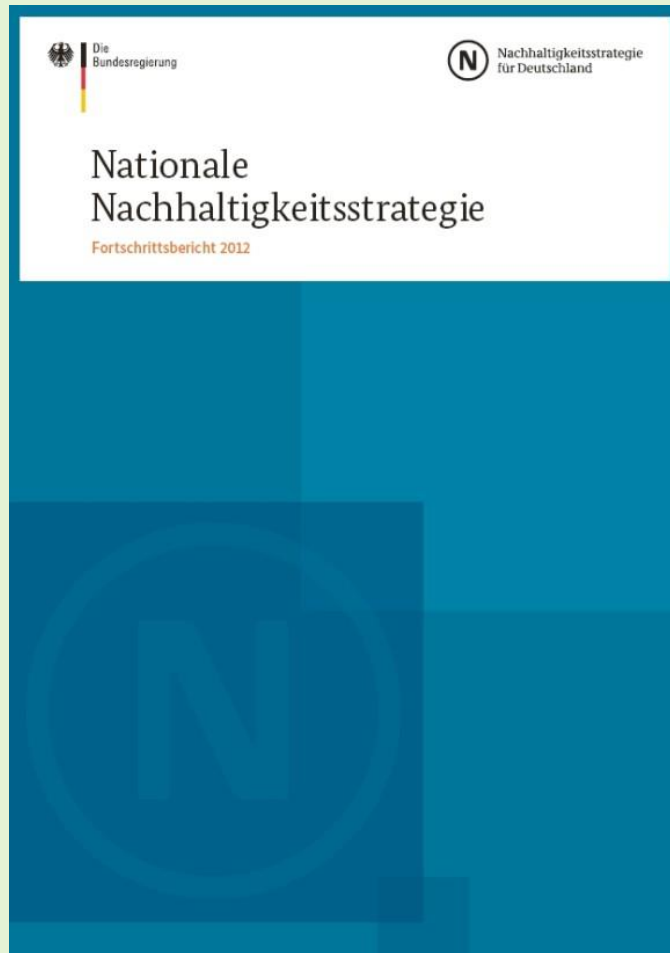 Die
Bundesregierung
N
Nachhaltigkeitsstrategie
für Deutschland
Nationale
Nachhaltigkeitsstrategie
Fortschrittsbericht 2012
N